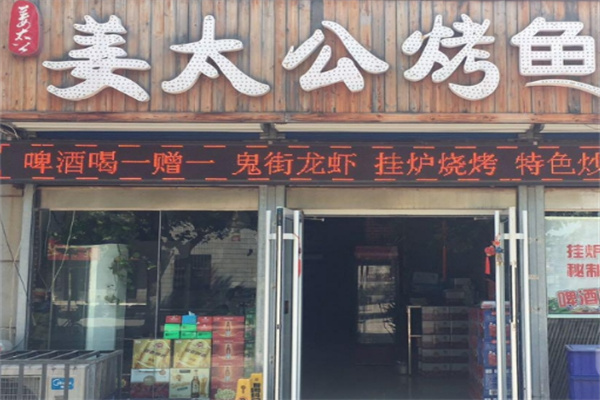 姜太公
姜太公烤鱼
啤酒喝一赠一 鬼街龙虾 挂炉烧烤 特色炒
挂炉
秘制
啤酒